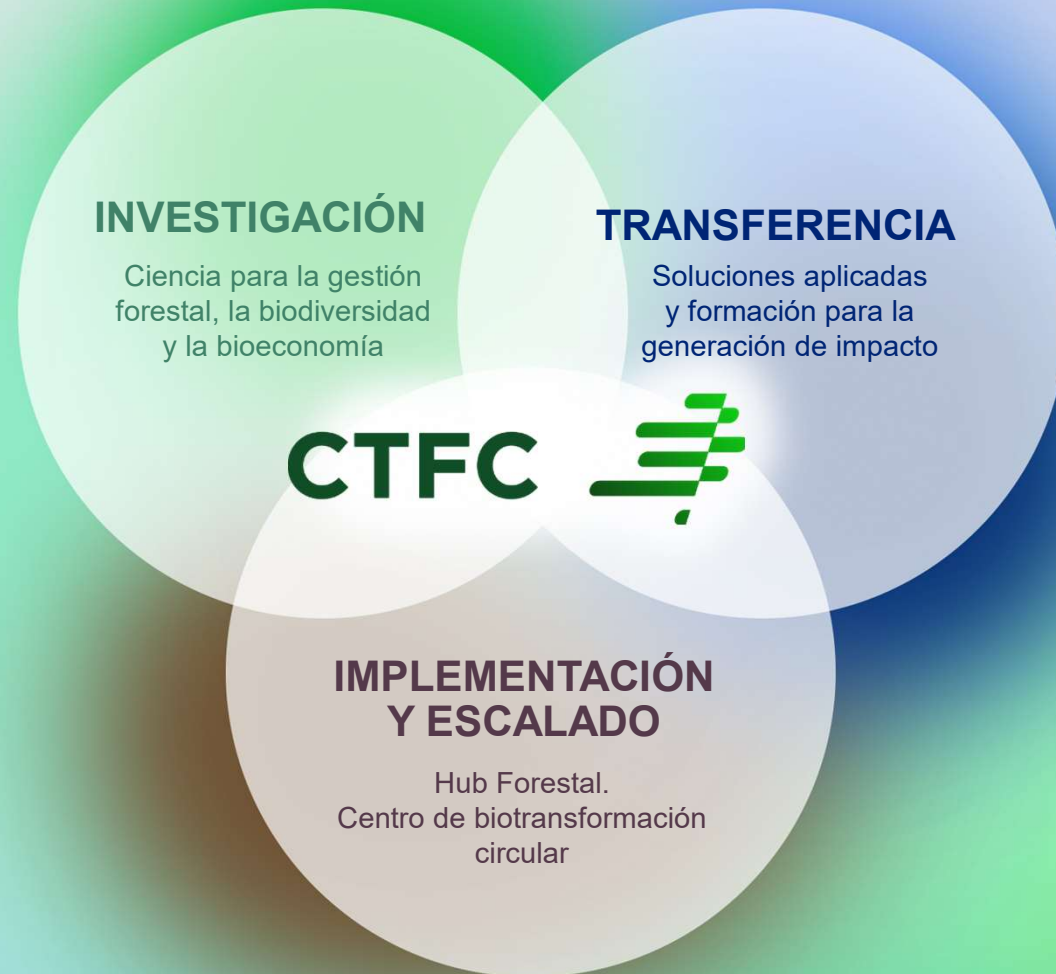 INVESTIGACIÓN
Ciencia para la gestión
forestal, la biodiversidad
y la bioeconomía
TRANSFERENCIA
Soluciones aplicadas
y formación para la
generación de impacto
CTFC
IMPLEMENTACIÓN
Y ESCALADO
Hub Forestal.
Centro de biotransformación
circular